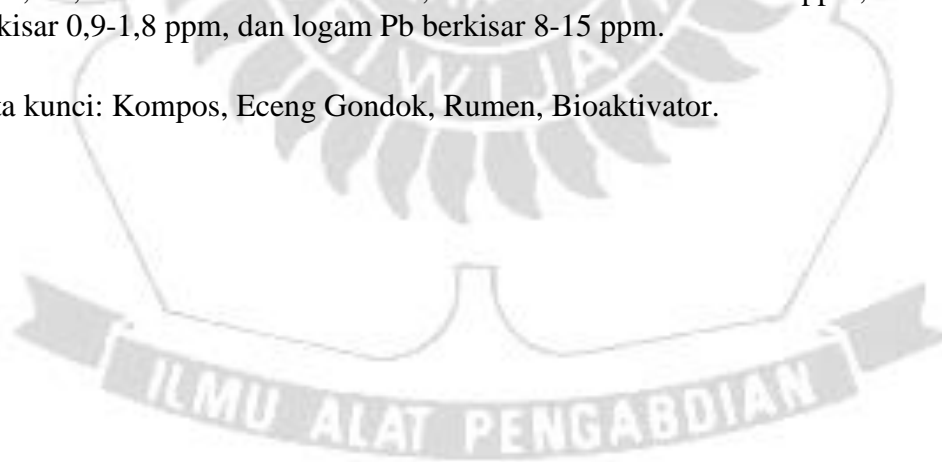 kisar 0,9-1,8 ppm, dan logam Pb berkisar 8-15 ppm.
ta kunci: Kompos, Eceng Gondok, Rumen, Bioaktivator.
ILMU ALAT PENGABDIAN